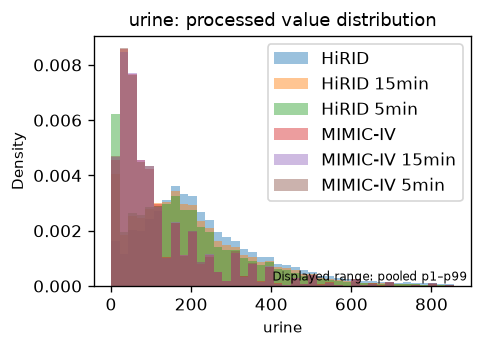 urine: processed value distribution
HiRID
HiRID 15min
HiRID 5min
MIMIC-IV
MIMIC-IV 15min
MIMIC-IV 5min
Density
0.008
0.006
0.004
0.002
0.000
Displayed range: pooled p1–p99
0 200 400 600 800
urine